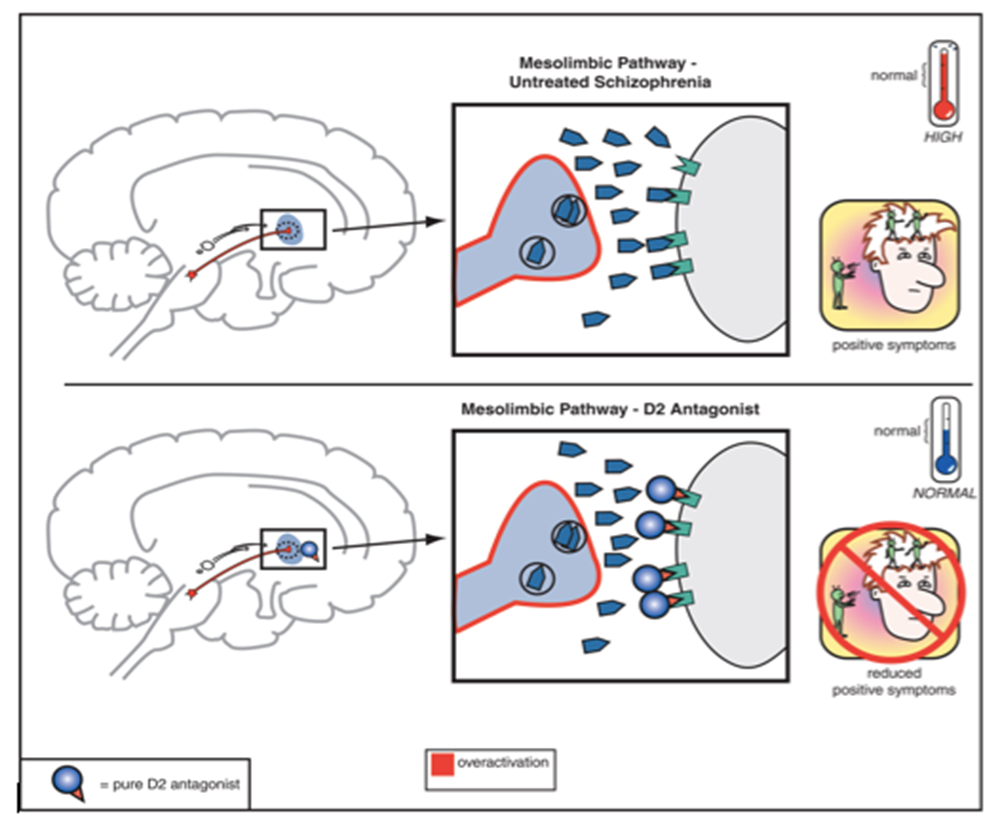 Mesolimbic Pathway -
Untreated Schizophrenia
normal
HIGH
positive symptoms
Mesolimbic Pathway - D2 Antagonist
normal
NORMAL
reduced
positive symptoms
overactivation
= pure D2 antagonist